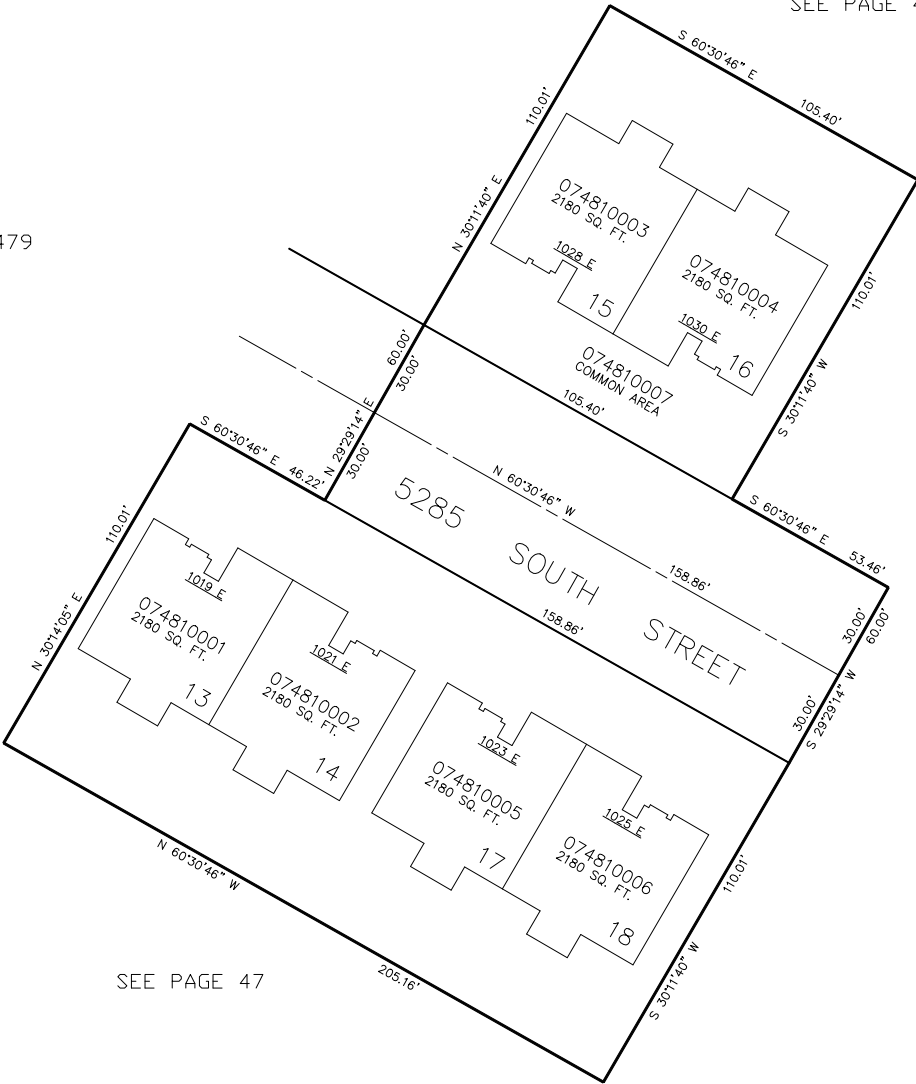 SEE PAGE 4
S 60°30'46" E
105.40'
110.01'
N 30°11'40" E
074810003
2180 SQ. FT.
1028 E
15
479
074810004
2180 SQ. FT.
1030 E
16
110.01'
S 30°11'40" W
074810007
COMMON AREA
60.00'
30.00'
105.40'
N 29°29'14" E
30.00'
S 60°30'46" E
46.22'
N 60°30'46" W
158.86'
S 60°30'46" E
53.46'
5285 SOUTH STREET
158.86'
30.00'
60.00'
30.00'
S 29°29'14" W
110.01'
N 30°14'05" E
1019 E
074810001
2180 SQ. FT.
13
1021 E
074810002
2180 SQ. FT.
14
1023 E
074810005
2180 SQ. FT.
17
1025 E
074810006
2180 SQ. FT.
18
110.01'
S 30°11'40" W
N 60°30'46" W
205.16'
SEE PAGE 47